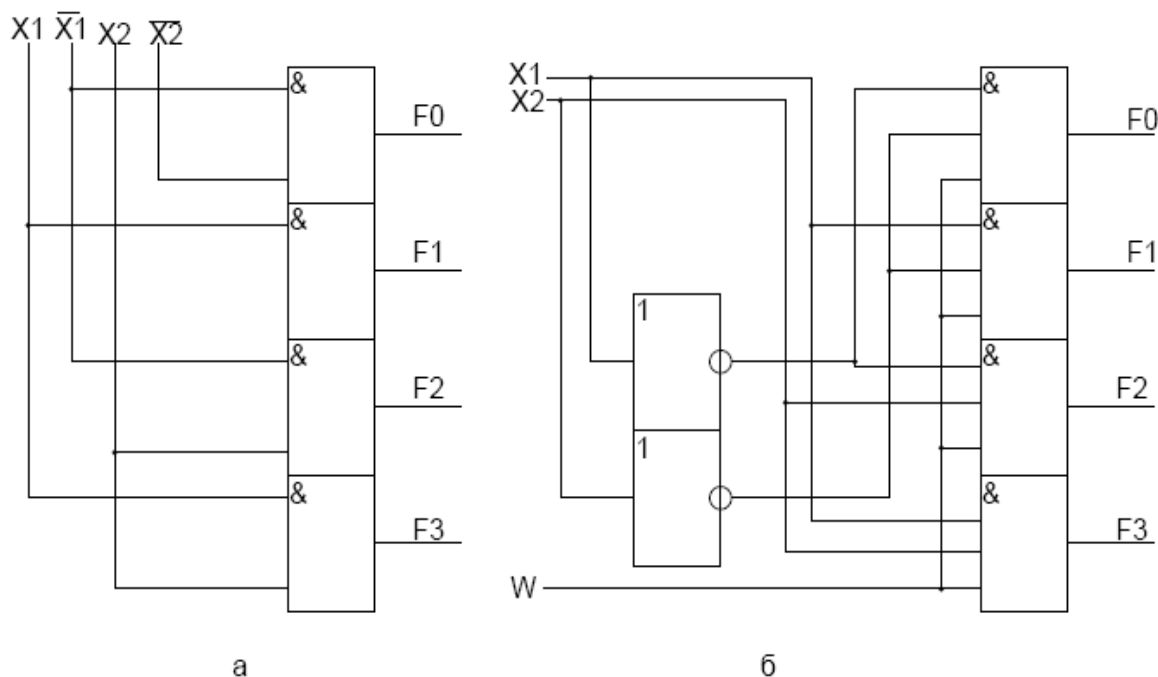 X1 X̅1̅ X2 X̅2̅
& F0
& F1
& F2
& F3
а
X1
X2
1
1
W
& F0
& F1
& F2
& F3
б